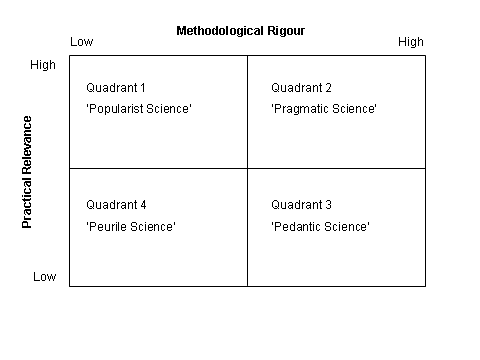 Methodological Rigour
Low High
High
Quadrant 1 Quadrant 2
'Popularist Science' 'Pragmatic Science'
Practical Relevance
Quadrant 4 Quadrant 3
'Peurile Science' 'Pedantic Science'
Low